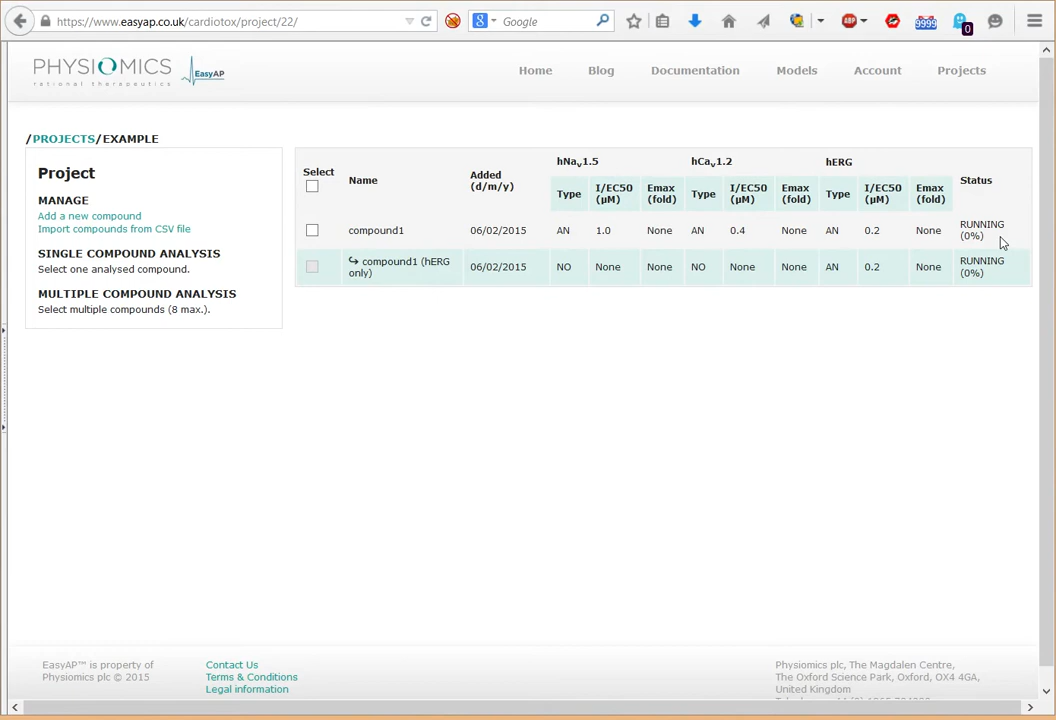 https://www.easyap.co.uk/cardiotox/project/22/
Google
ABP
9999
0
PHYSIOMICS
rational therapeutics
EasyAP
Home
Blog
Documentation
Models
Account
Projects
/PROJECTS/EXAMPLE
Project
MANAGE
Add a new compound
Import compounds from CSV file
SINGLE COMPOUND ANALYSIS
Select one analysed compound.
MULTIPLE COMPOUND ANALYSIS
Select multiple compounds (8 max.).
Select
Name
Added
(d/m/y)
hNav1.5
hCav1.2
hERG
Status
Type
I/EC50
(µM)
Emax
(fold)
Type
I/EC50
(µM)
Emax
(fold)
Type
I/EC50
(µM)
Emax
(fold)
compound1 06/02/2015 AN 1.0 None AN 0.4 None AN 0.2 None RUNNING
(0%)
↪ compound1 (hERG
only) 06/02/2015 NO None None NO None None AN 0.2 None RUNNING
(0%)
EasyAP™ is property of
Physiomics plc © 2015
Contact Us
Terms & Conditions
Legal information
Physiomics plc, The Magdalen Centre,
The Oxford Science Park, Oxford, OX4 4GA,
United Kingdom